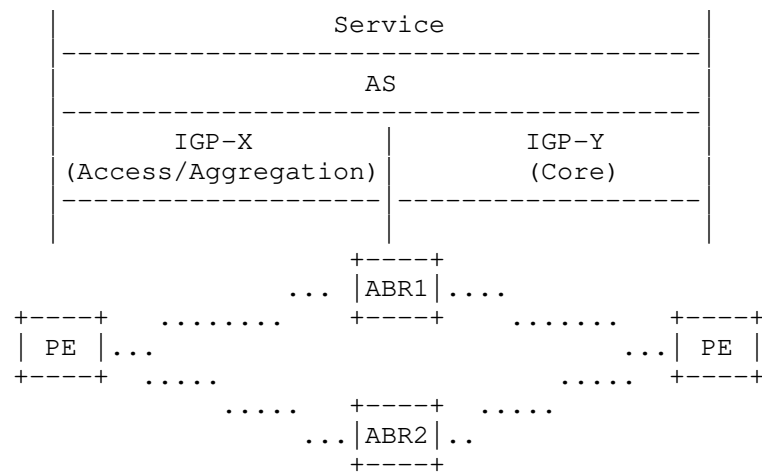 Service
AS
IGP-X IGP-Y
(Access/Aggregation) (Core)
ABR1
PE PE
ABR2